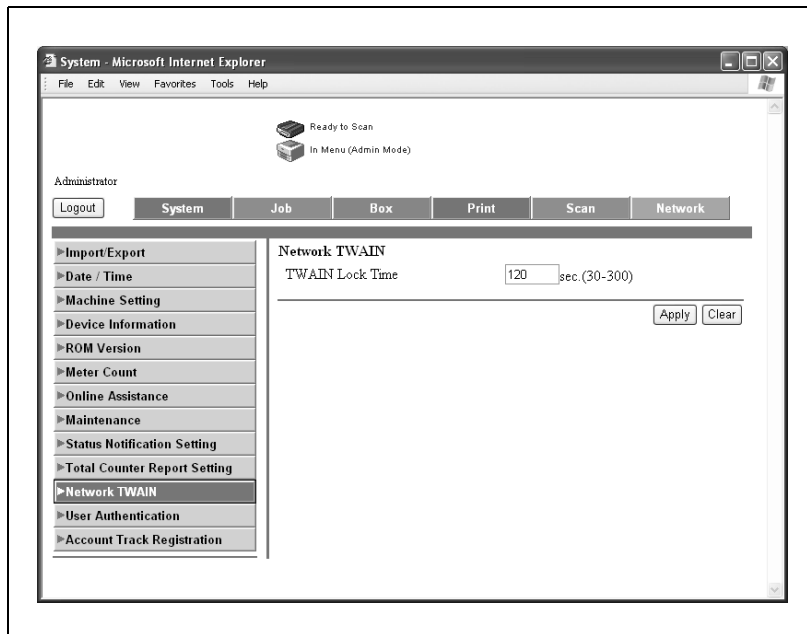 System - Microsoft Internet Explorer
File Edit View Favorites Tools Help
Ready to Scan
In Menu (Admin Mode)
Administrator
Logout System Job Box Print Scan Network
Import/Export
Date / Time
Machine Setting
Device Information
ROM Version
Meter Count
Online Assistance
Maintenance
Status Notification Setting
Total Counter Report Setting
Network TWAIN
User Authentication
Account Track Registration
Network TWAIN
TWAIN Lock Time 120 sec.(30-300)
Apply Clear